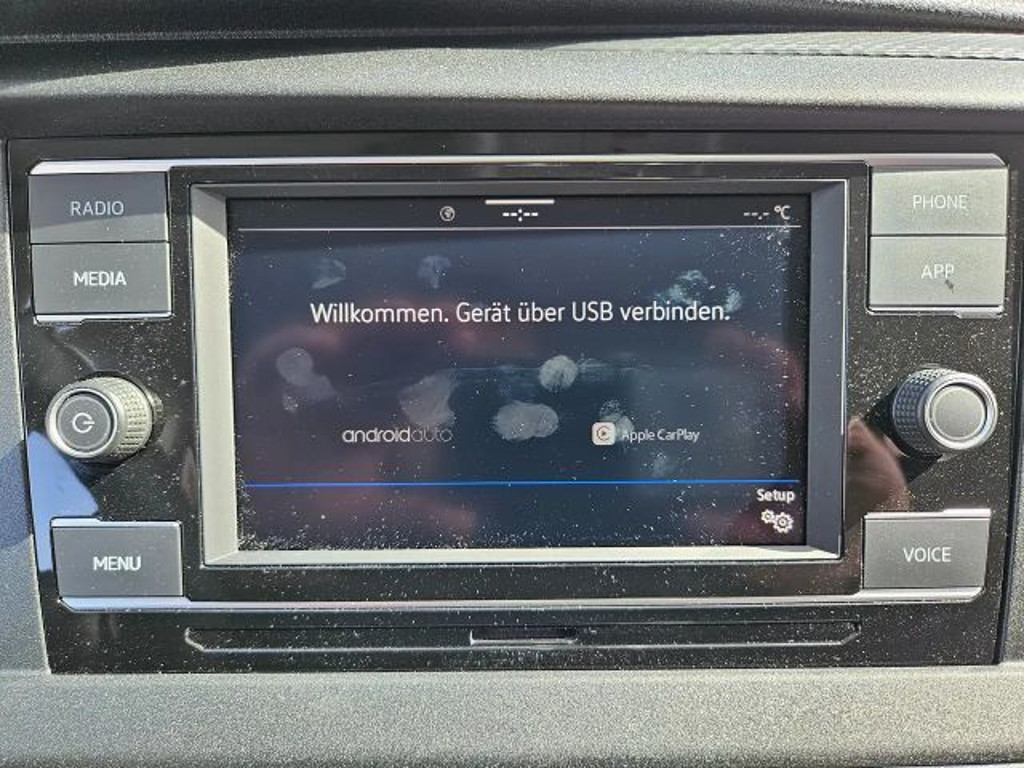 RADIO
MEDIA
MENU
--:--
--.- °C
Willkommen. Gerät über USB verbinden.
androidauto
Apple CarPlay
Setup
PHONE
APP
VOICE